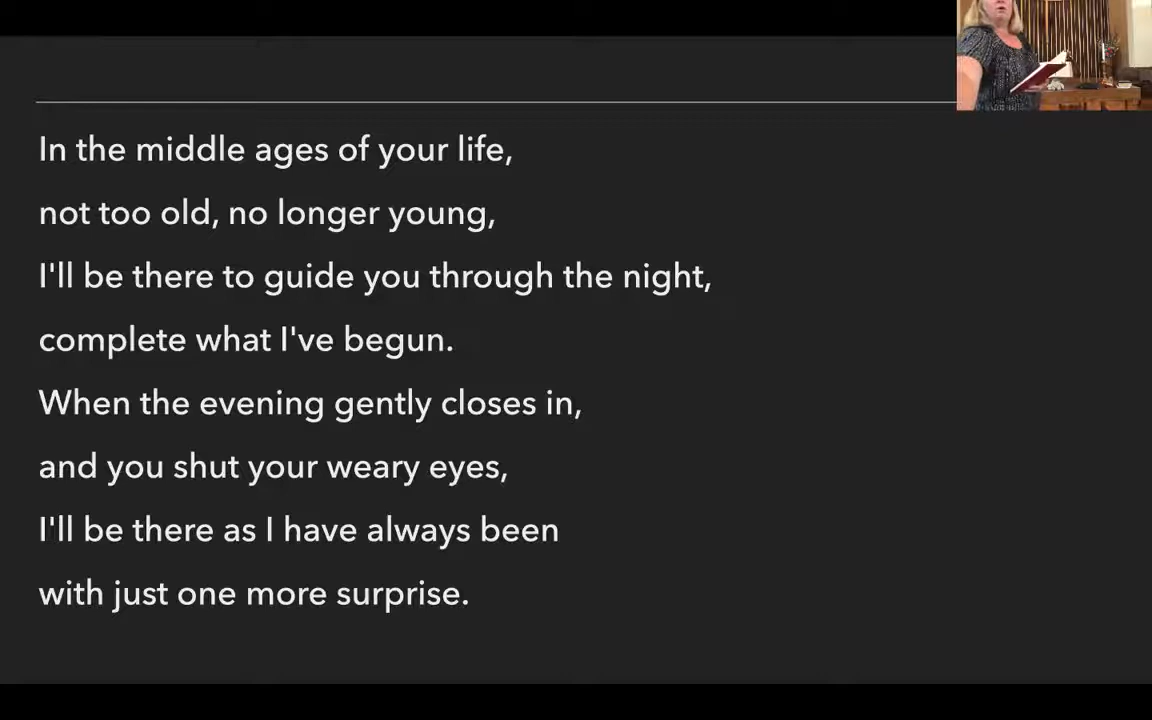 In the middle ages of your life,
not too old, no longer young,
I'll be there to guide you through the night,
complete what I've begun.
When the evening gently closes in,
and you shut your weary eyes,
I'll be there as I have always been
with just one more surprise.